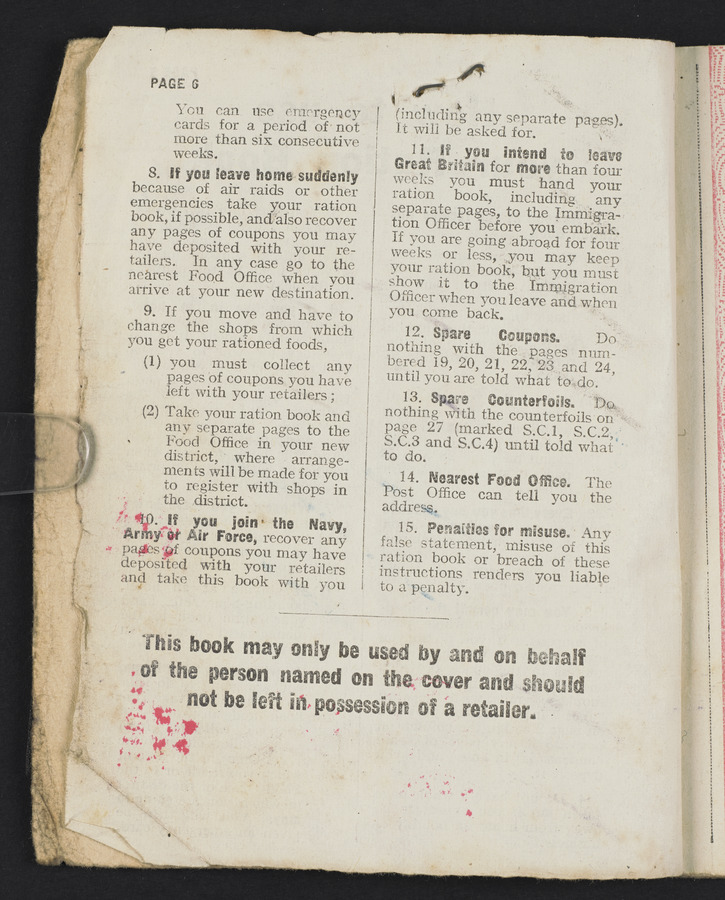 PAGE 6
You can use emergency
cards for a period of not
more than six consecutive
weeks.
8. If you leave home suddenly
because of air raids or other
emergencies take your ration
book, if possible, and also recover
any pages of coupons you may
have deposited with your re-
tailers. In any case go to the
nearest Food Office when you
arrive at your new destination.
9. If you move and have to
change the shops from which
you get your rationed foods,
(1) you must collect any
pages of coupons you have
left with your retailers;
(2) Take your ration book and
any separate pages to the
Food Office in your new
district, where arrange-
ments will be made for you
to register with shops in
the district.
10. If you join the Navy,
Army or Air Force, recover any
pages of coupons you may have
deposited with your retailers
and take this book with you
(including any separate pages).
It will be asked for.
11. If you intend to leave
Great Britain for more than four
weeks you must hand your
ration book, including any
separate pages, to the Immigra-
tion Officer before you embark.
If you are going abroad for four
weeks or less, you may keep
your ration book, but you must
show it to the Immigration
Officer when you leave and when
you come back.
12. Spare Coupons. Do
nothing with the pages num-
bered 19, 20, 21, 22, 23 and 24,
until you are told what to do.
13. Spare Counterfoils. Do
nothing with the counterfoils on
page 27 (marked S.C.1, S.C.2,
S.C.3 and S.C.4) until told what
to do.
14. Nearest Food Office. The
Post Office can tell you the
address.
15. Penalties for misuse. Any
false statement, misuse of this
ration book or breach of these
instructions renders you liable
to a penalty.
This book may only be used by and on behalf
of the person named on the cover and should
not be left in possession of a retailer.